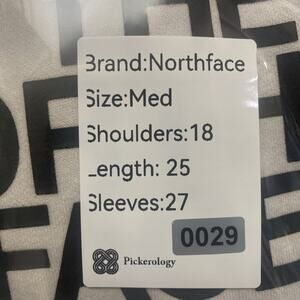 Brand:Northface
Size:Med
Shoulders:18
Length: 25
Sleeves:27
0029
Pickerology